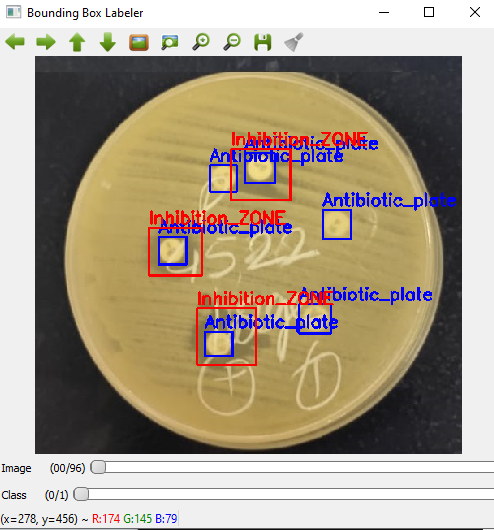 Bounding Box Labeler
Inhibition_ZONE
Antibiotic_plate
Antibiotic_plate
Antibiotic_plate
Inhibition_ZONE
Antibiotic_plate
4522
Inhibition_ZONE
Antibiotic_plate
Antibiotic_plate
Image (00/96)
Class (0/1)
(x=278, y=456) ~ R:174 G:145 B:79